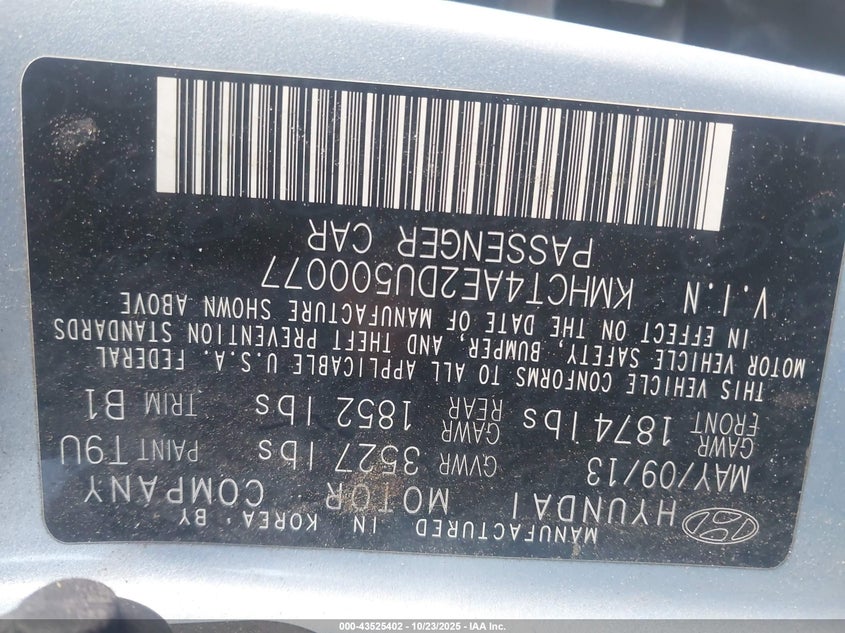 MANUFACTURED IN KOREA· BY
HYUNDAI MOTOR COMPANY
MAY/09/13 GVWR 3527 lbs PAINT T9U
GAWR FRONT 1874 lbs GAWR REAR 1852 lbs TRIM B1
THIS VEHICLE CONFORMS TO ALL APPLICABLE U.S.A. FEDERAL
MOTOR VEHICLE SAFETY, BUMPER, AND THEFT PREVENTION STANDARDS
IN EFFECT ON THE DATE OF MANUFACTURE SHOWN ABOVE
V.I.N KMHCT4AE2DU500077
PASSENGER CAR
000-43525402 - 10/23/2025 - IAA Inc.